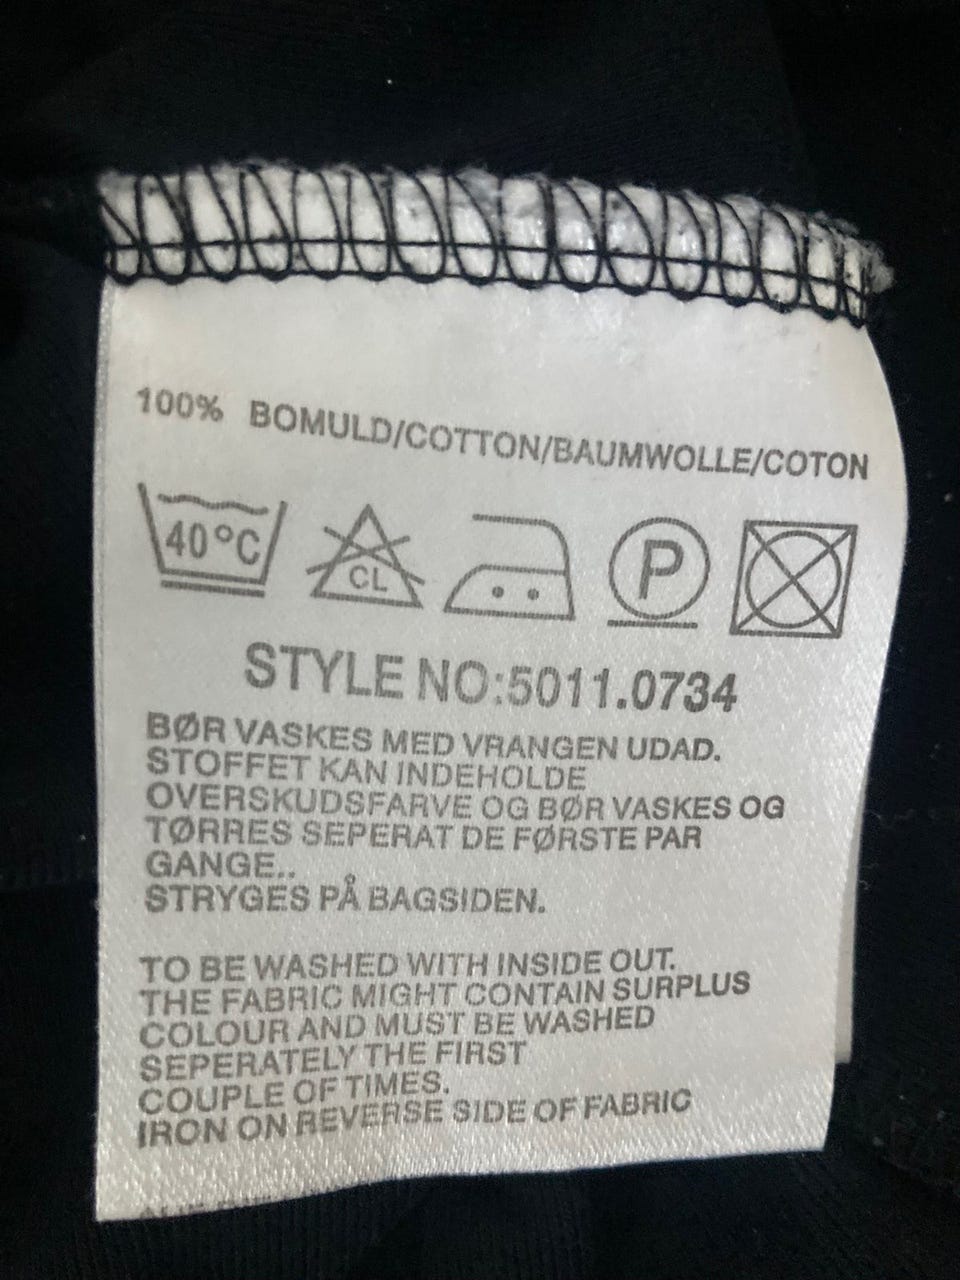 100% BOMULD/COTTON/BAUMWOLLE/COTON
40°C CL P
STYLE NO:5011.0734
BØR VASKES MED VRANGEN UDAD.
STOFFET KAN INDEHOLDE
OVERSKUDSFARVE OG BØR VASKES OG
TØRRES SEPERAT DE FØRSTE PAR
GANGE..
STRYGES PÅ BAGSIDEN.
TO BE WASHED WITH INSIDE OUT.
THE FABRIC MIGHT CONTAIN SURPLUS
COLOUR AND MUST BE WASHED
SEPERATELY THE FIRST
COUPLE OF TIMES.
IRON ON REVERSE SIDE OF FABRIC